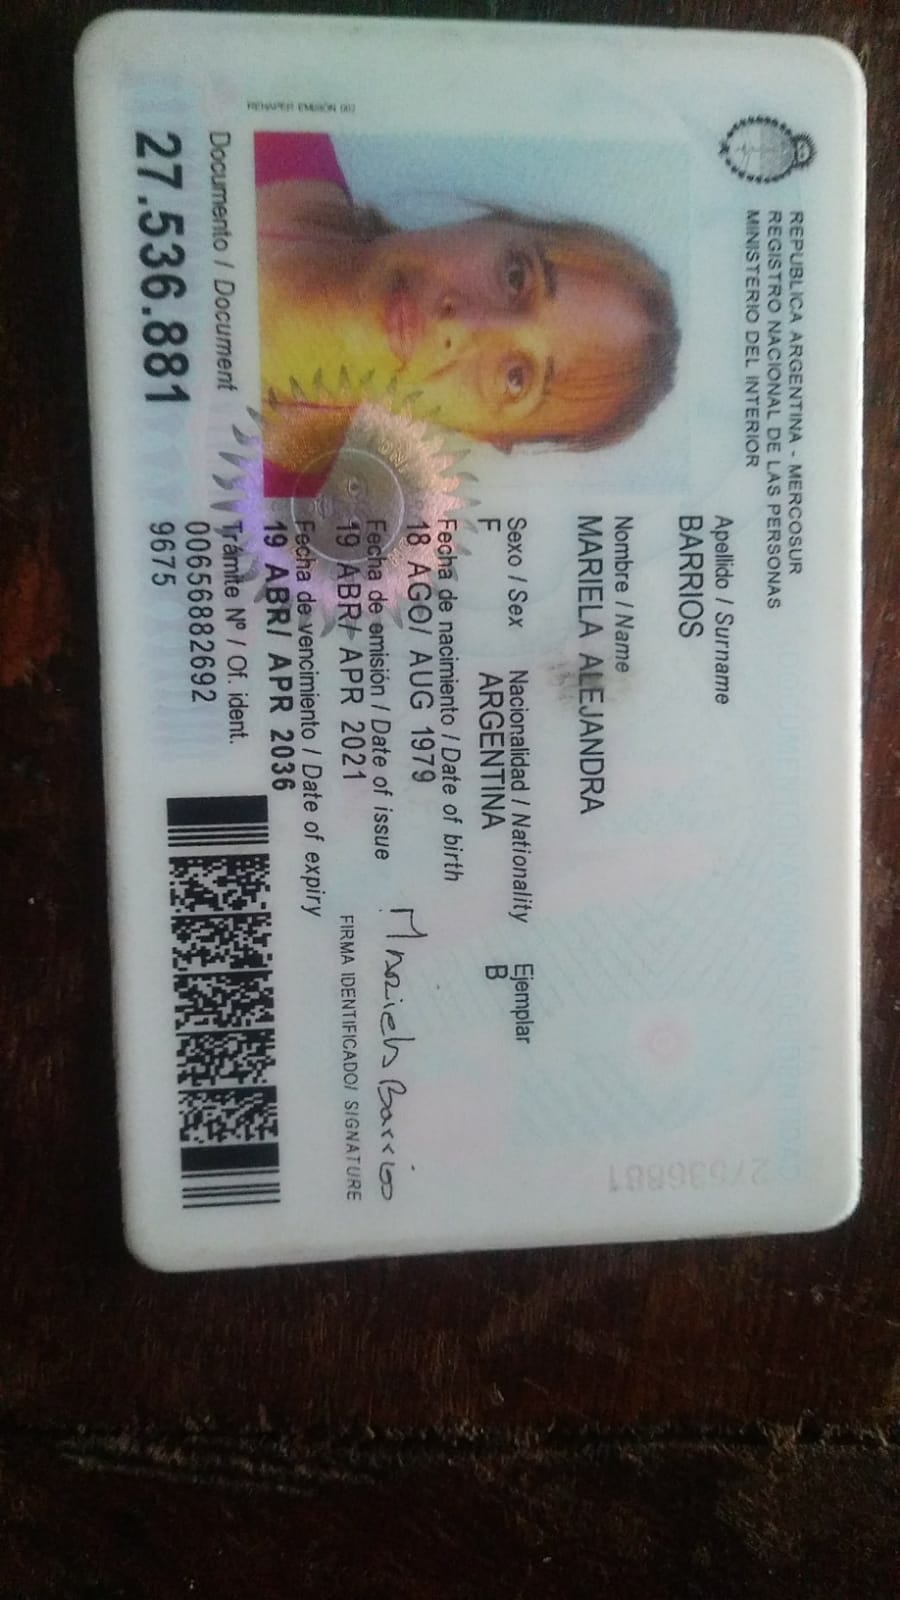 REPUBLICA ARGENTINA - MERCOSUR
REGISTRO NACIONAL DE LAS PERSONAS
MINISTERIO DEL INTERIOR
Apellido / Surname
BARRIOS
Nombre / Name
MARIELA ALEJANDRA
Sexo / Sex Nacionalidad / Nationality Ejemplar
F ARGENTINA B
Fecha de nacimiento / Date of birth
18 AGO/ AUG 1979
Fecha de emisión / Date of issue
19 ABR/ APR 2021
Fecha de vencimiento / Date of expiry
19 ABR/ APR 2036
Mariela Barrios
FIRMA IDENTIFICADO/ SIGNATURE
Documento / Document
27.536.881
Trámite Nº / Of. ident.
00656882692
9675
27536881